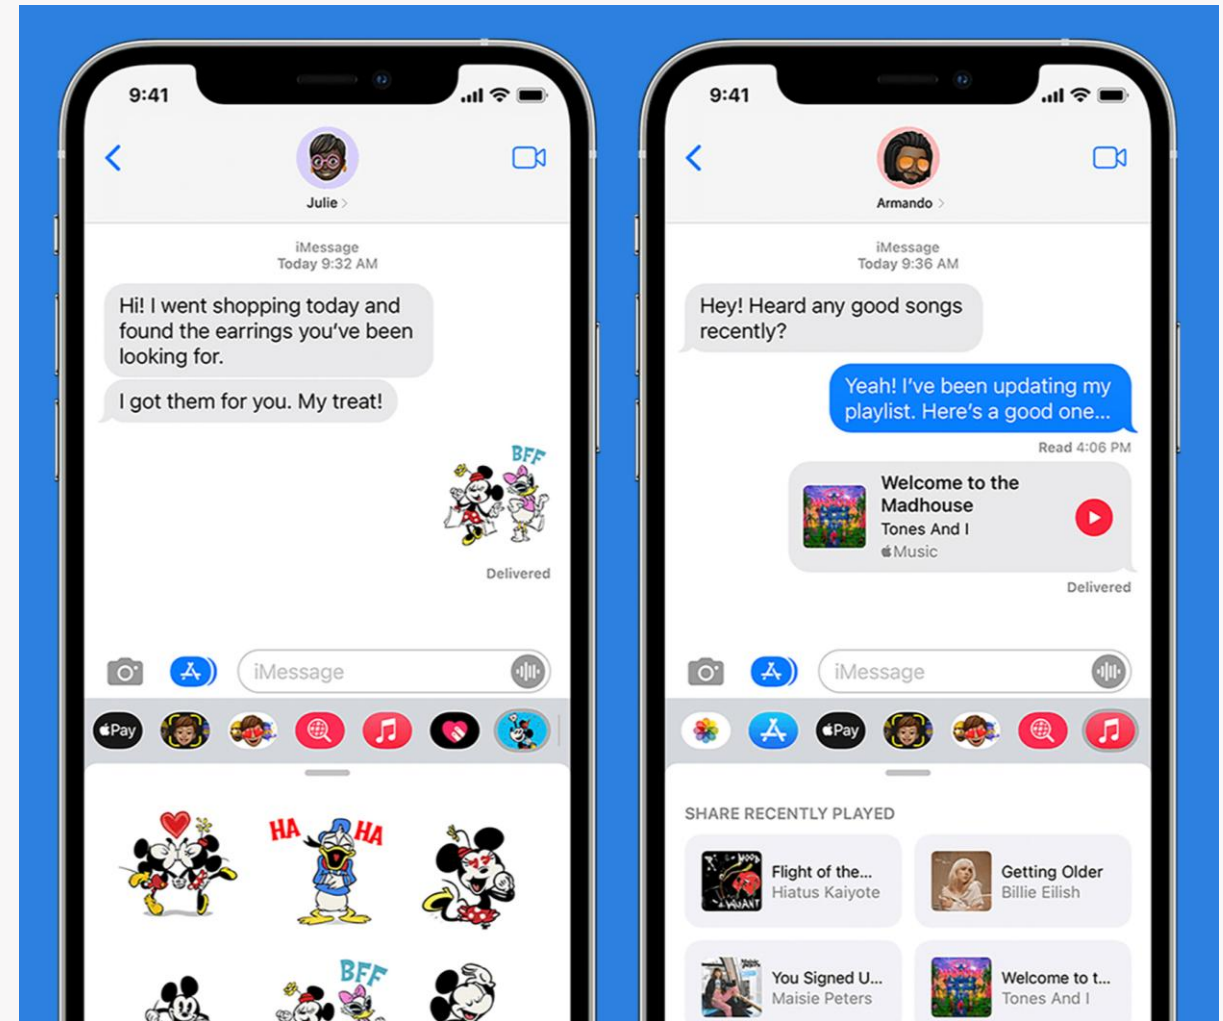 9:41
Julie
iMessage
Today 9:32 AM
Hi! I went shopping today and
found the earrings you've been
looking for.
I got them for you. My treat!
BFF
Delivered
iMessage
Pay
HA HA
BFF
9:41
Armando
iMessage
Today 9:36 AM
Hey! Heard any good songs
recently?
Yeah! I've been updating my
playlist. Here's a good one...
Read 4:06 PM
Welcome to the
Madhouse
Tones And I
Music
Delivered
iMessage
Pay
SHARE RECENTLY PLAYED
Flight of the...
Hiatus Kaiyote
Getting Older
Billie Eilish
You Signed U...
Maisie Peters
Welcome to t...
Tones And I